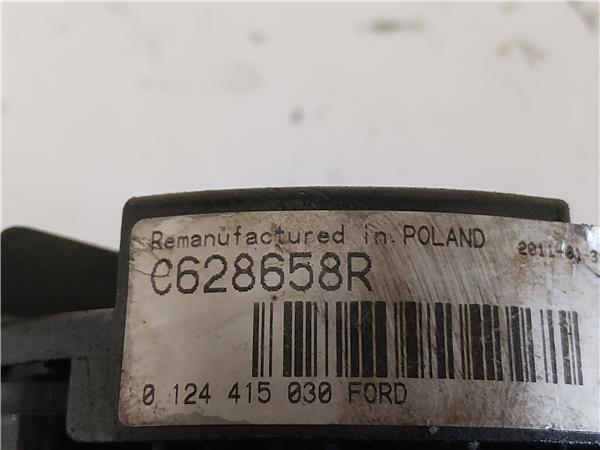 Remanufactured in POLAND
C628658R
0 124 415 030 FORD